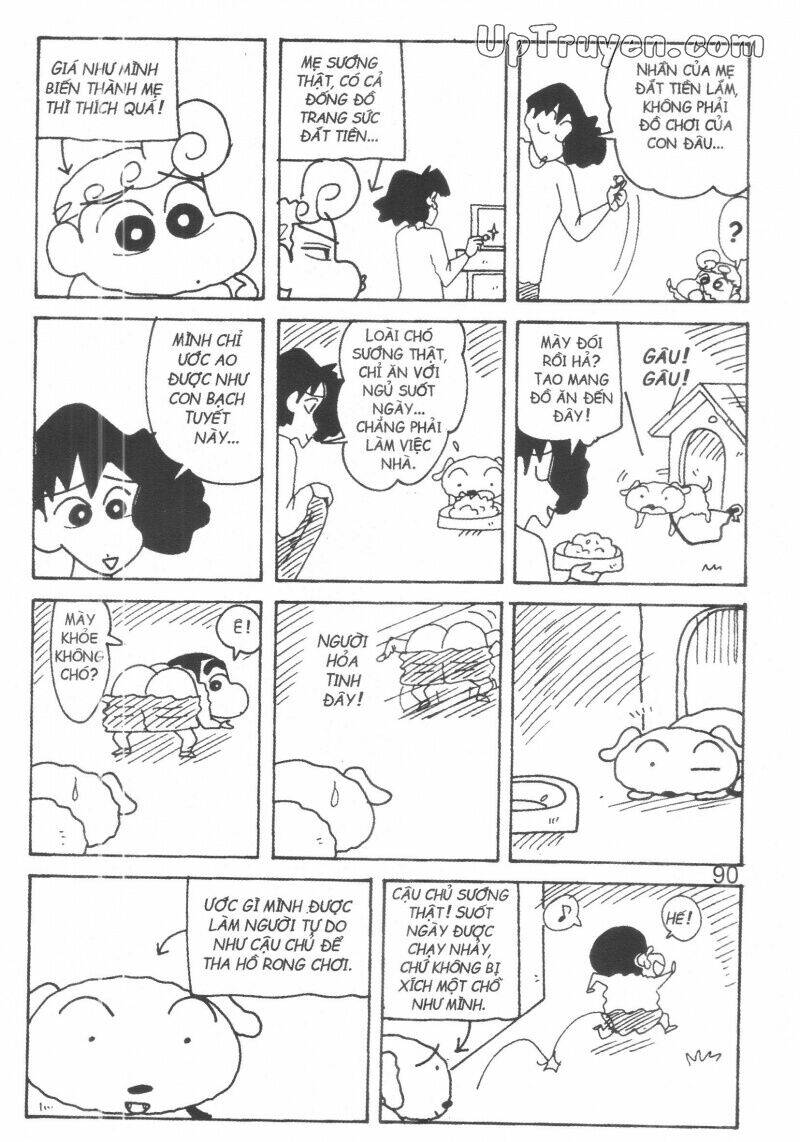 UpTruyen.com
GIÁ NHƯ MÌNH
BIẾN THÀNH MẸ
THÌ THÍCH QUÁ!
MẸ SƯỚNG
THẬT, CÓ CẢ
ĐỐNG ĐỒ
TRANG SỨC
ĐẮT TIỀN...
NHẪN CỦA MẸ
ĐẮT TIỀN LẮM,
KHÔNG PHẢI
ĐỒ CHƠI CỦA
CON ĐÂU...
?
MÌNH CHỈ
ƯỚC AO
ĐƯỢC NHƯ
CON BẠCH
TUYẾT
NÀY...
LOÀI CHÓ
SƯỚNG THẬT,
CHỈ ĂN VỚI
NGỦ SUỐT
NGÀY...
CHẲNG PHẢI
LÀM VIỆC
NHÀ.
MÀY ĐÓI
RỒI HẢ?
TAO MANG
ĐỒ ĂN ĐẾN
ĐÂY!
GÂU!
GÂU!
MÀY
KHỎE
KHÔNG
CHÓ?
Ê!
NGƯỜI
HỎA
TINH
ĐÂY!
90
ƯỚC GÌ MÌNH ĐƯỢC
LÀM NGƯỜI TỰ DO
NHƯ CẬU CHỦ ĐỂ
THA HỒ RONG CHƠI.
CẬU CHỦ SƯỚNG
THẬT! SUỐT
NGÀY ĐƯỢC
CHẠY NHẢY,
CHỨ KHÔNG BỊ
XÍCH MỘT CHỖ
NHƯ MÌNH.
♪
HẾ!